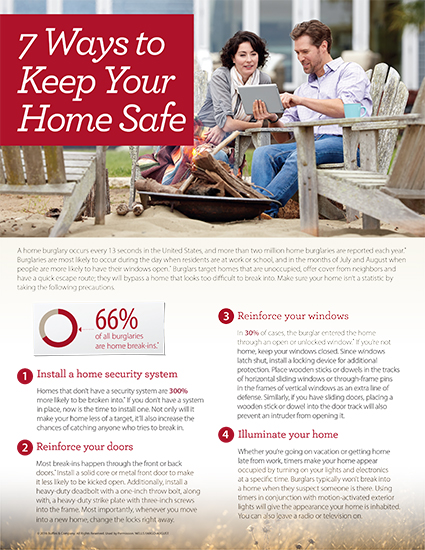 7 Ways to
Keep Your
Home Safe
A home burglary occurs every 13 seconds in the United States, and more than two million home burglaries are reported each year.*
Burglaries are most likely to occur during the day when residents are at work or school, and in the months of July and August when
people are more likely to have their windows open.* Burglars target homes that are unoccupied, offer cover from neighbors and
have a quick escape route; they will bypass a home that looks too difficult to break into. Make sure your home isn't a statistic by
taking the following precautions.
66%
of all burglaries
are home break-ins.*
1 Install a home security system
Homes that don't have a security system are 300%
more likely to be broken into.* If you don't have a system
in place, now is the time to install one. Not only will it
make your home less of a target, it'll also increase the
chances of catching anyone who tries to break in.
2 Reinforce your doors
Most break-ins happen through the front or back
doors.* Install a solid core or metal front door to make
it less likely to be kicked open. Additionally, install a
heavy-duty deadbolt with a one-inch throw bolt, along
with, a heavy-duty strike plate with three-inch screws
into the frame. Most importantly, whenever you move
into a new home, change the locks right away.
3 Reinforce your windows
In 30% of cases, the burglar entered the home
through an open or unlocked window.* If you're not
home, keep your windows closed. Since windows
latch shut, install a locking device for additional
protection. Place wooden sticks or dowels in the tracks
of horizontal sliding windows or through-frame pins
in the frames of vertical windows as an extra line of
defense. Similarly, if you have sliding doors, placing a
wooden stick or dowel into the door track will also
prevent an intruder from opening it.
4 Illuminate your home
Whether you're going on vacation or getting home
late from work, timers make your home appear
occupied by turning on your lights and electronics
at a specific time. Burglars typically won't break into
a home when they suspect someone is there. Using
timers in conjunction with motion-activated exterior
lights will give the appearance your home is inhabited.
You can also leave a radio or television on.